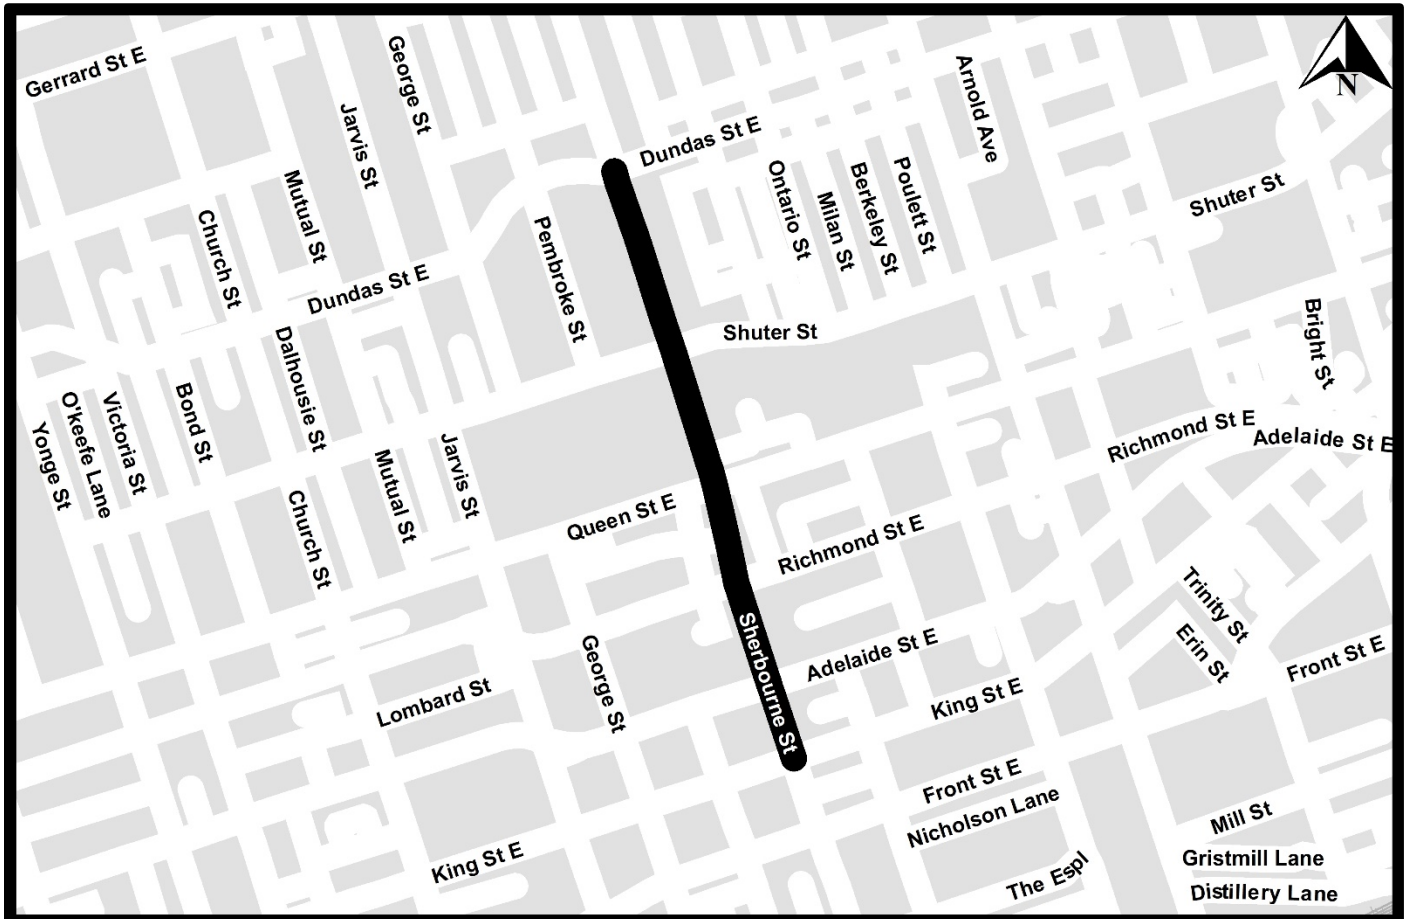 Gerrard St E
George St
N
Arnold Ave
Jarvis St
Dundas St E
Mutual St
Church St
Ontario St
Milan St
Berkeley St
Poulett St
Shuter St
Pembroke St
Dundas St E
Shuter St
Bright St
Dalhousie St
Bond St
Victoria St
O'keefe Lane
Yonge St
Richmond St E
Adelaide St E
Jarvis St
Mutual St
Church St
Queen St E
Richmond St E
Trinity St
Erin St
Sherbourne St
George St
Adelaide St E
Front St E
Lombard St
King St E
Front St E
Nicholson Lane
Mill St
King St E
Gristmill Lane
The Espl
Distillery Lane